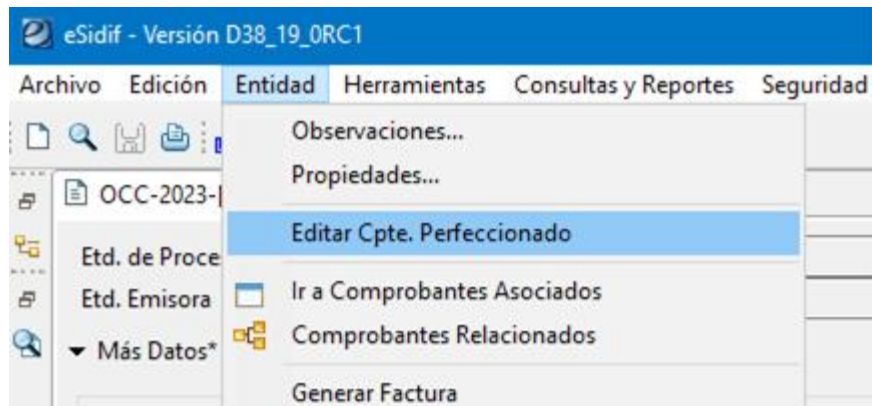 eSidif - Versión D38_19_0RC1
Archivo Edición Entidad Herramientas Consultas y Reportes Seguridad
Observaciones...
Propiedades...
OCC-2023-
Editar Cpte. Perfeccionado
Etd. de Proce
Etd. Emisora
Ir a Comprobantes Asociados
Comprobantes Relacionados
Más Datos*
Generar Factura